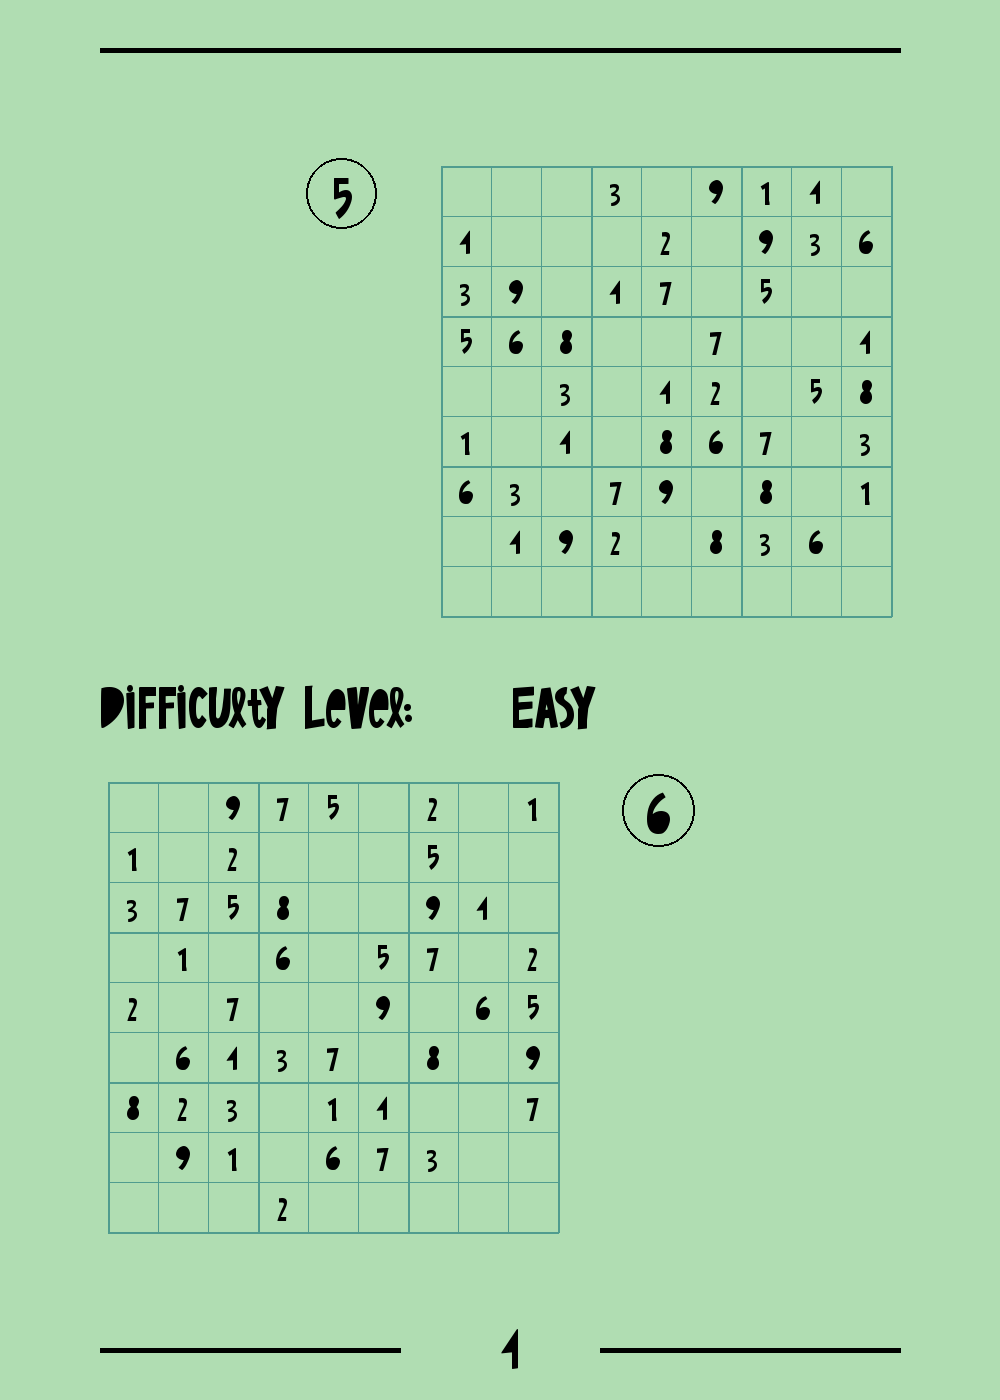 5
3 9 1 4
4 2 9 3 6
3 9 4 7 5
5 6 8 7 4
3 4 2 5 8
1 4 8 6 7 3
6 3 7 9 8 1
4 9 2 8 3 6
Difficulty Level: EASY
6
9 7 5 2 1
1 2 5
3 7 5 8 9 4
1 6 5 7 2
2 7 9 6 5
6 4 3 7 8 9
8 2 3 1 4 7
9 1 6 7 3
2
4